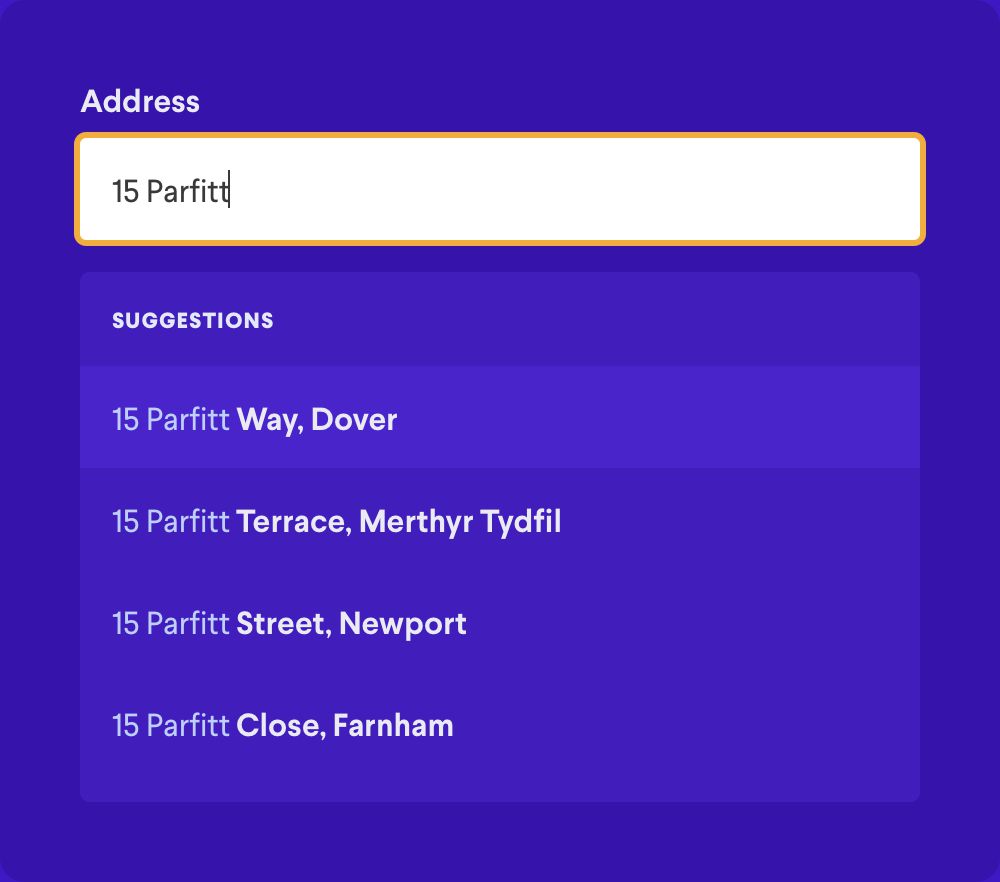 Address
15 Parfitt
SUGGESTIONS
15 Parfitt Way, Dover
15 Parfitt Terrace, Merthyr Tydfil
15 Parfitt Street, Newport
15 Parfitt Close, Farnham